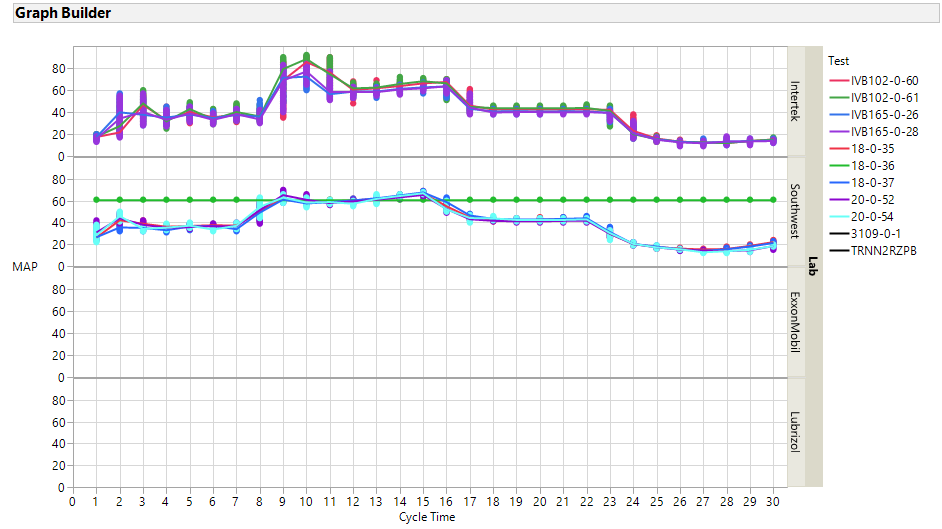 Graph Builder
MAP
80
60
40
20
0
80
60
40
20
0
80
60
40
20
0
80
60
40
20
0
0 1 2 3 4 5 6 7 8 9 10 11 12 13 14 15 16 17 18 19 20 21 22 23 24 25 26 27 28 29 30
Cycle Time
Intertek
Southwest
ExxonMobil
Lubrizol
Lab
Test
IVB102-0-60
IVB102-0-61
IVB165-0-26
IVB165-0-28
18-0-35
18-0-36
18-0-37
20-0-52
20-0-54
3109-0-1
TRNN2RZPB